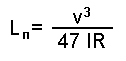 Lₙ = v³ / 47 IR